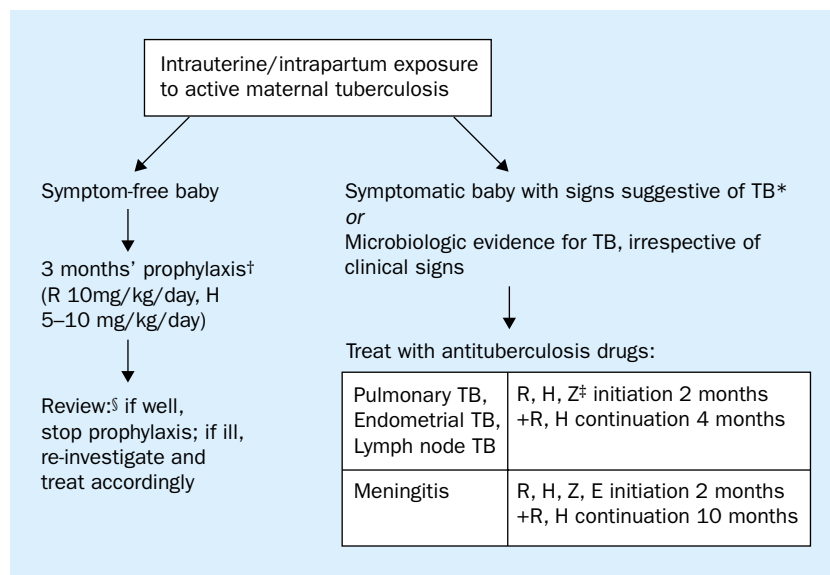 Intrauterine/intrapartum exposure
to active maternal tuberculosis
Symptom-free baby
3 months’ prophylaxis†
(R 10mg/kg/day, H
5–10 mg/kg/day)
Review:§ if well,
stop prophylaxis; if ill,
re-investigate and
treat accordingly
Symptomatic baby with signs suggestive of TB*
or
Microbiologic evidence for TB, irrespective of
clinical signs
Treat with antituberculosis drugs:
Pulmonary TB,
Endometrial TB,
Lymph node TB
R, H, Z‡ initiation 2 months
+R, H continuation 4 months
Meningitis
R, H, Z, E initiation 2 months
+R, H continuation 10 months